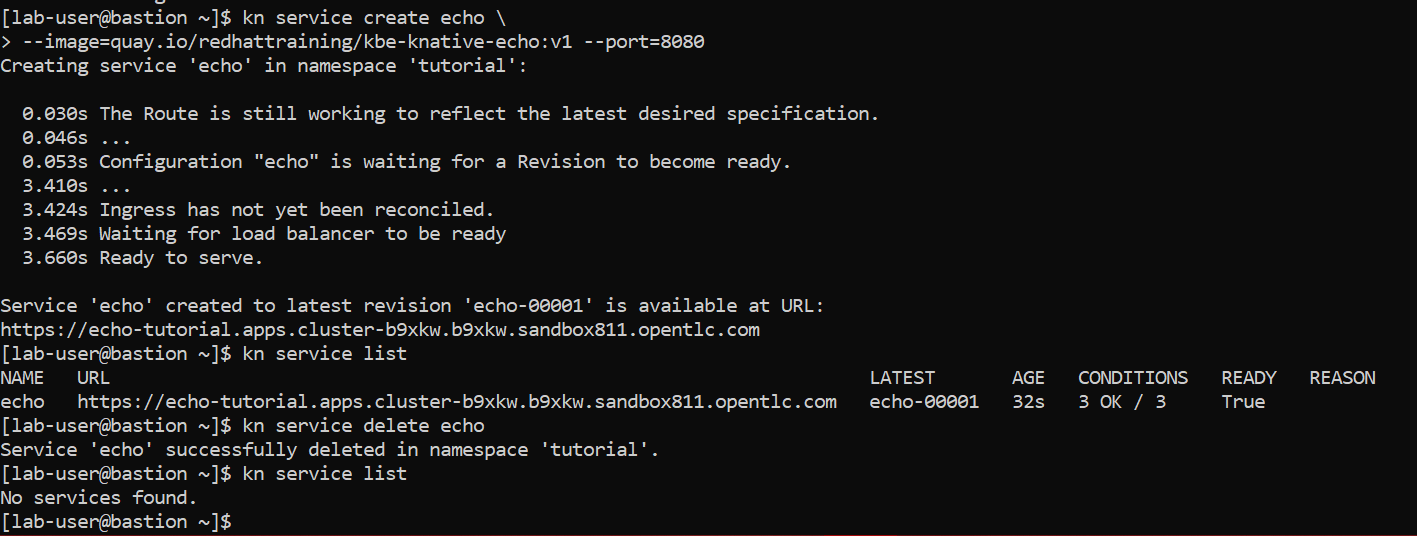 [lab-user@bastion ~]$ kn service create echo \
> --image=quay.io/redhattraining/kbe-knative-echo:v1 --port=8080
Creating service 'echo' in namespace 'tutorial':
0.030s The Route is still working to reflect the latest desired specification.
0.046s ...
0.053s Configuration "echo" is waiting for a Revision to become ready.
3.410s ...
3.424s Ingress has not yet been reconciled.
3.469s Waiting for load balancer to be ready
3.660s Ready to serve.
Service 'echo' created to latest revision 'echo-00001' is available at URL:
https://echo-tutorial.apps.cluster-b9xkw.b9xkw.sandbox811.opentlc.com
[lab-user@bastion ~]$ kn service list
NAME URL LATEST AGE CONDITIONS READY REASON
echo https://echo-tutorial.apps.cluster-b9xkw.b9xkw.sandbox811.opentlc.com echo-00001 32s 3 OK / 3 True
[lab-user@bastion ~]$ kn service delete echo
Service 'echo' successfully deleted in namespace 'tutorial'.
[lab-user@bastion ~]$ kn service list
No services found.
[lab-user@bastion ~]$